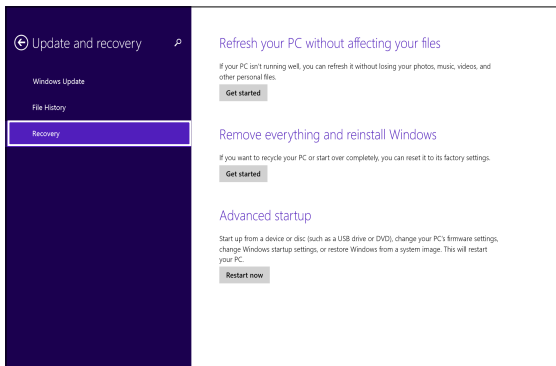 Update and recovery
Windows Update
File History
Recovery
Refresh your PC without affecting your files
If your PC isn't running well, you can refresh it without losing your photos, music, videos, and
other personal files.
Get started
Remove everything and reinstall Windows
If you want to recycle your PC or start over completely, you can reset it to its factory settings.
Get started
Advanced startup
Start up from a device or disc (such as a USB drive or DVD), change your PC's firmware settings,
change Windows startup settings, or restore Windows from a system image. This will restart
your PC.
Restart now